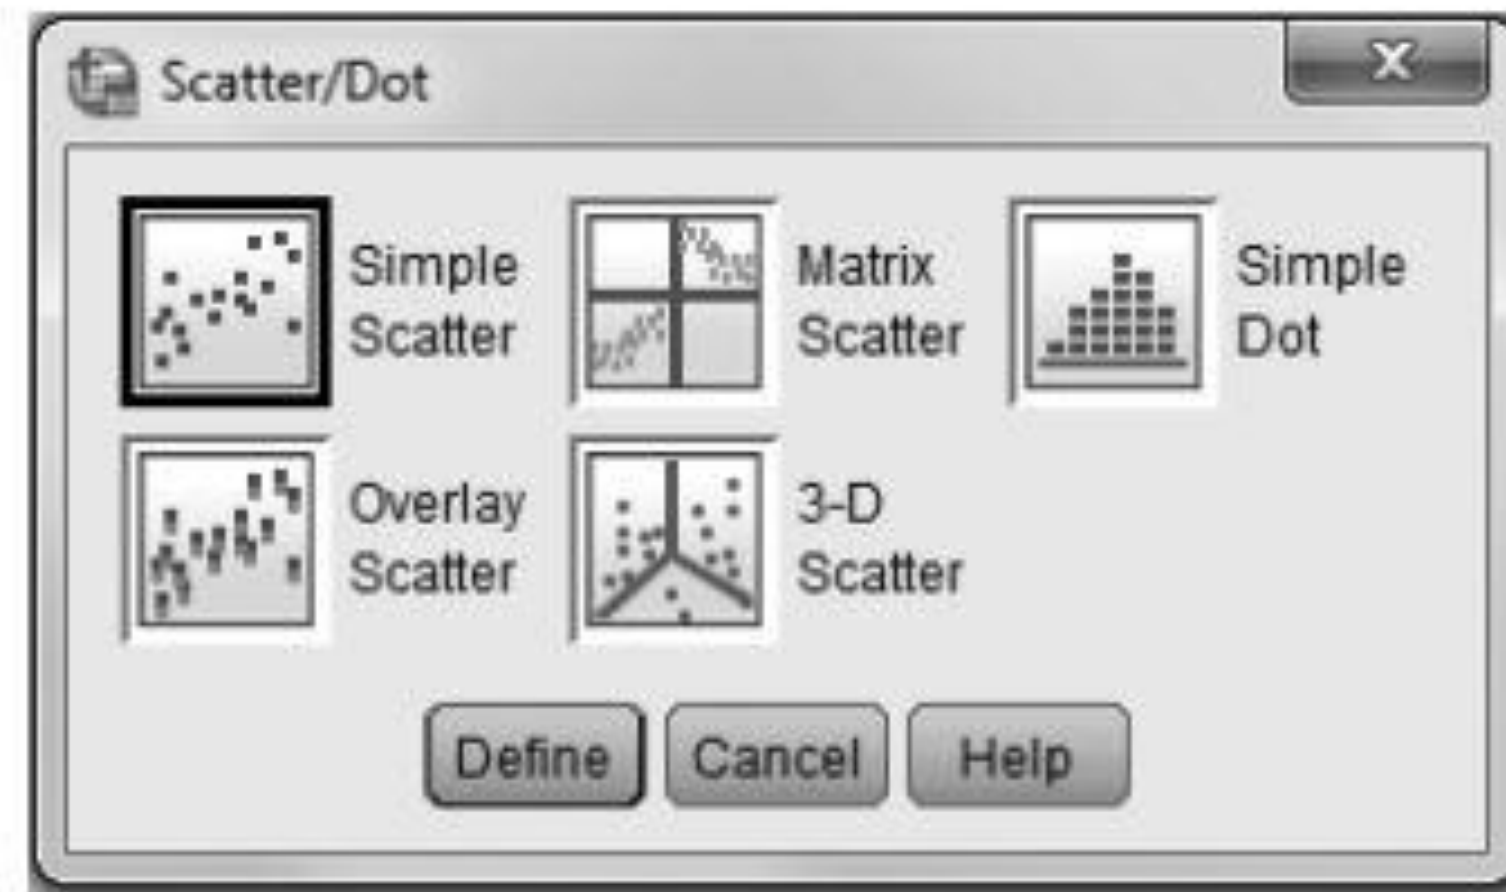 Scatter/Dot
Simple
Scatter
Matrix
Scatter
Simple
Dot
Overlay
Scatter
3-D
Scatter
Define
Cancel
Help